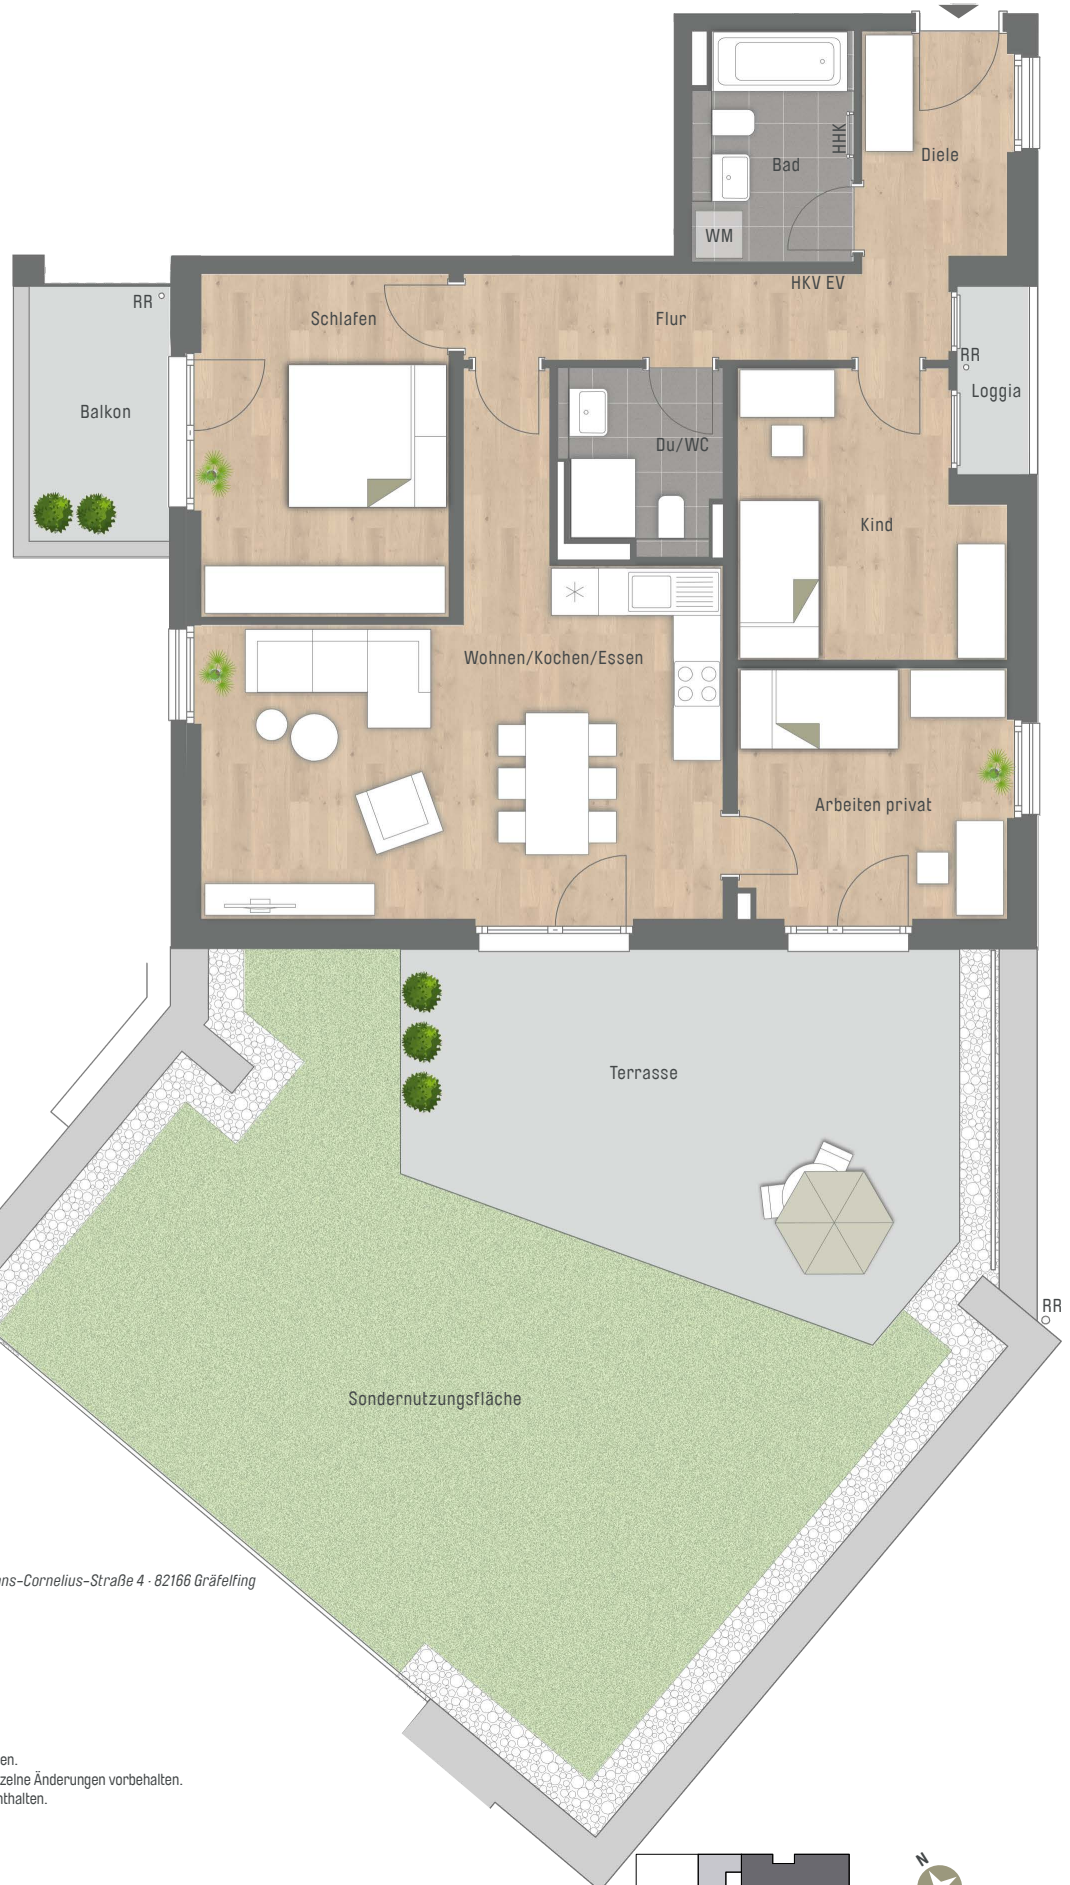 Diele
HHK
Bad
WM
HKV EV
RR
Schlafen
Flur
RR
Loggia
Balkon
Du/WC
Kind
Wohnen/Kochen/Essen
Arbeiten privat
Terrasse
RR
Sondernutzungsfläche
ns-Cornelius-Straße 4 · 82166 Gräfelfing
en.
zelne Änderungen vorbehalten.
nthalten.
N